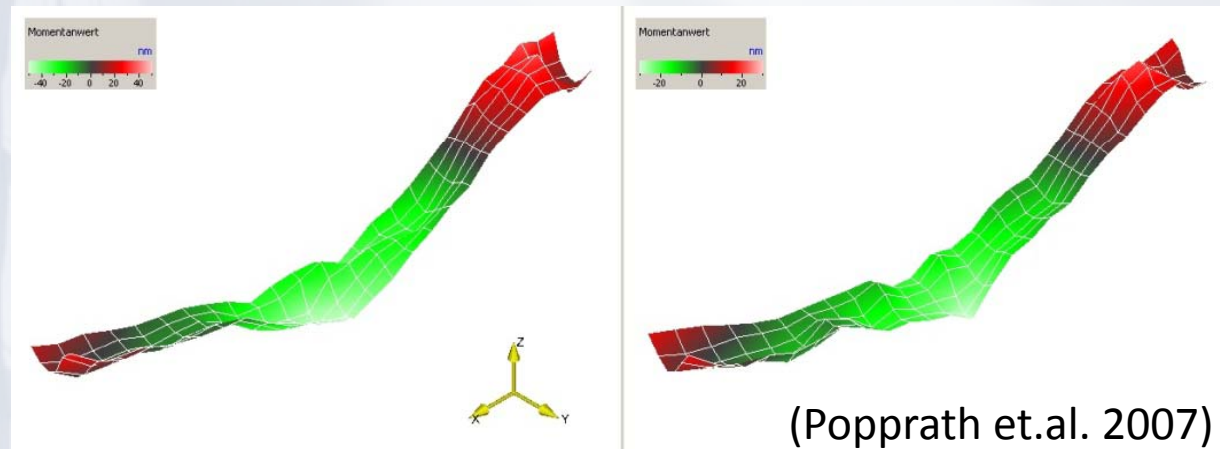 Momentanwert
nm
-40 -20 0 20 40
Momentanwert
nm
-20 0 20
Z
X
Y
(Popprath et.al. 2007)